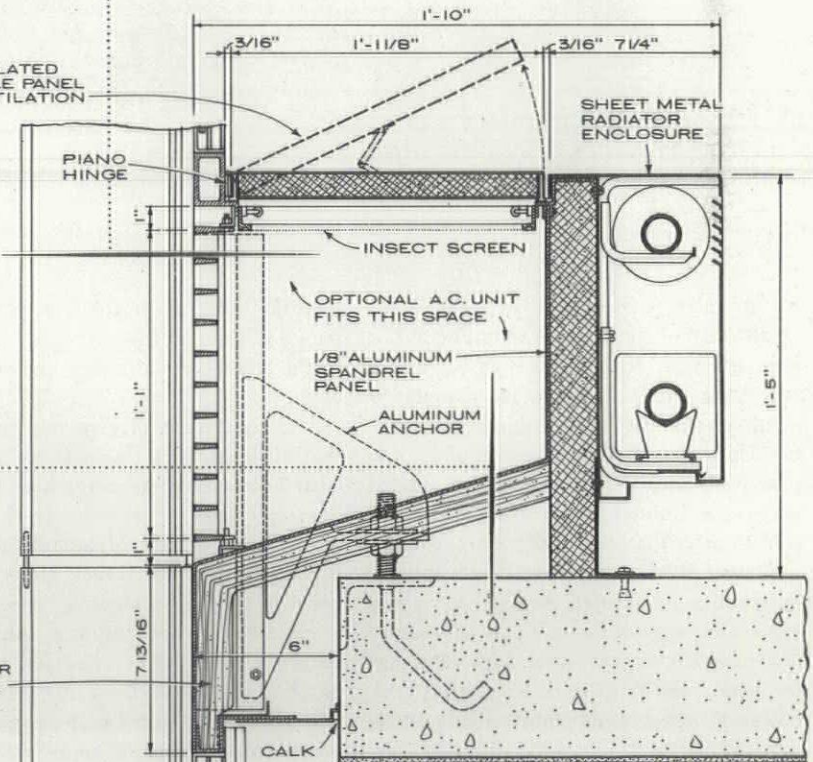 1'-10"
3/16"
1'-11/8"
3/16"
7 1/4"
LATED
E PANEL
TILATION
SHEET METAL
RADIATOR
ENCLOSURE
PIANO
HINGE
1"
INSECT SCREEN
OPTIONAL A.C. UNIT
FITS THIS SPACE
1/8" ALUMINUM
SPANDREL
PANEL
1'-1"
ALUMINUM
ANCHOR
1'-5"
1"
7 13/16"
6"
R
CALK